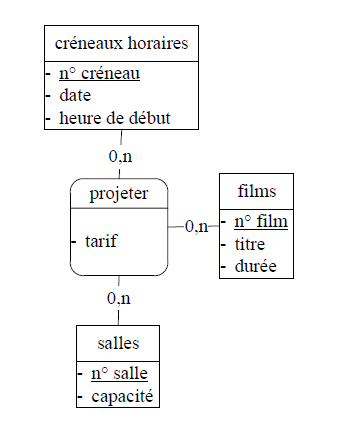 créneaux horaires
- n° créneau
- date
- heure de début
0,n
projeter
- tarif
0,n
films
- n° film
- titre
- durée
0,n
salles
- n° salle
- capacité